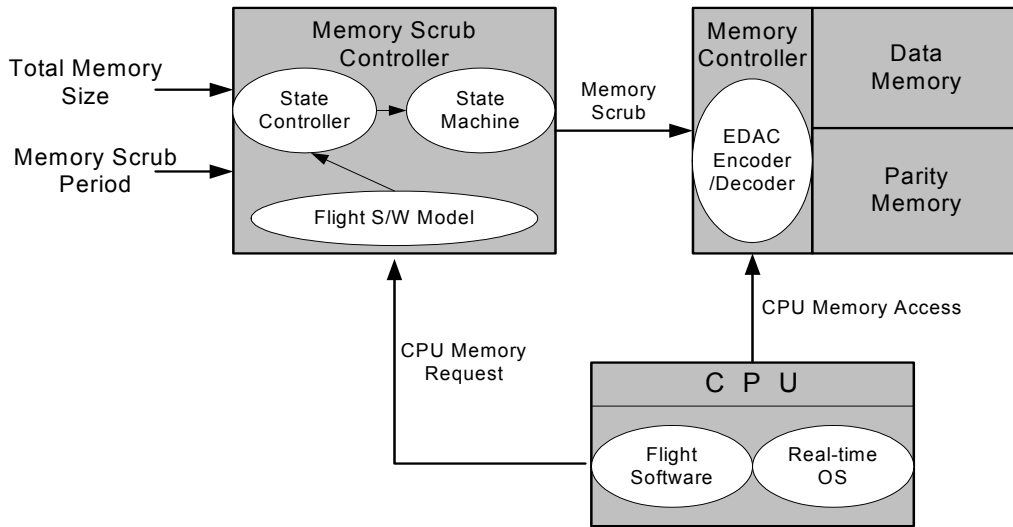 Total Memory
Size
Memory Scrub
Period
Memory Scrub
Controller
State
Controller
State
Machine
Flight S/W Model
Memory
Scrub
Memory
Controller
EDAC
Encoder
/Decoder
Data
Memory
Parity
Memory
CPU Memory
Request
CPU Memory Access
C P U
Flight
Software
Real-time
OS